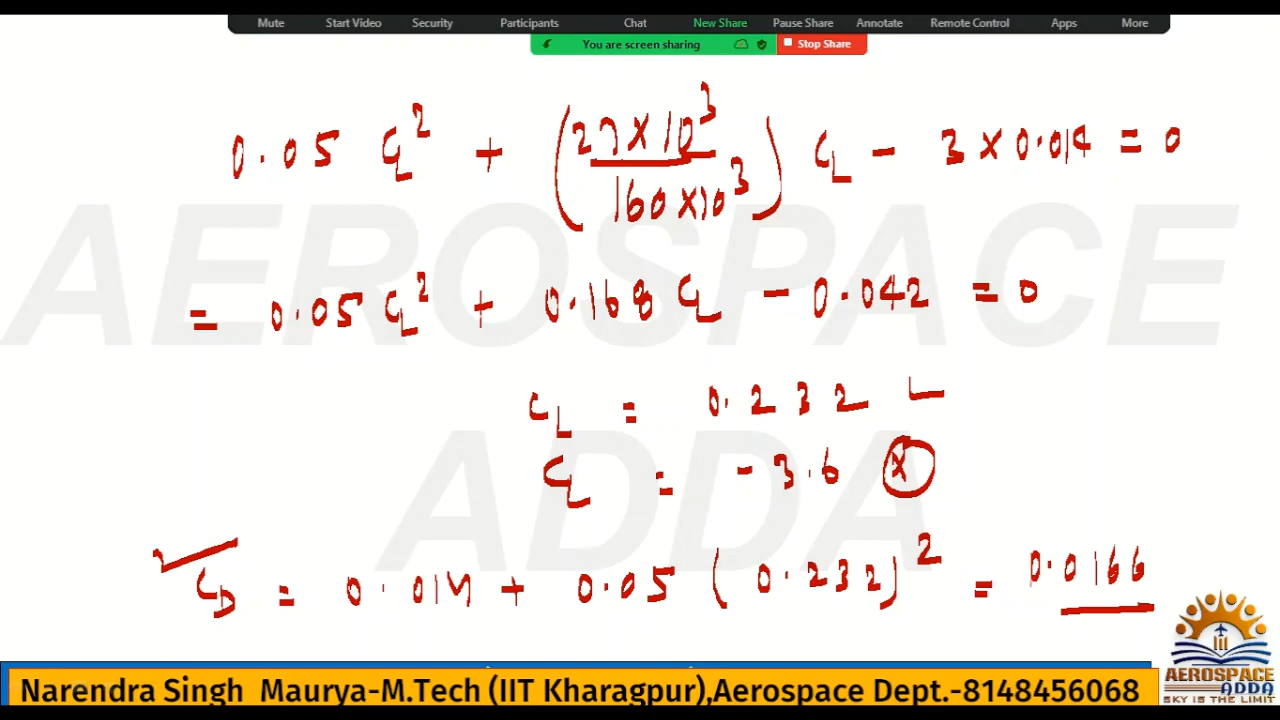 Mute Start Video Security Participants Chat New Share Pause Share Annotate Remote Control Apps More
You are screen sharing Stop Share
0.05 CL² + (27×10³ / 160×10³) CL - 3×0.014 = 0
= 0.05 CL² + 0.168 CL - 0.042 = 0
CL = 0.232
CL = -3.6 ×
CD = 0.014 + 0.05 (0.232)² = 0.0166
AEROSPACE
ADDA
AEROSPACE
ADDA
SKY IS THE LIMIT
Narendra Singh Maurya-M.Tech (IIT Kharagpur),Aerospace Dept.-8148456068